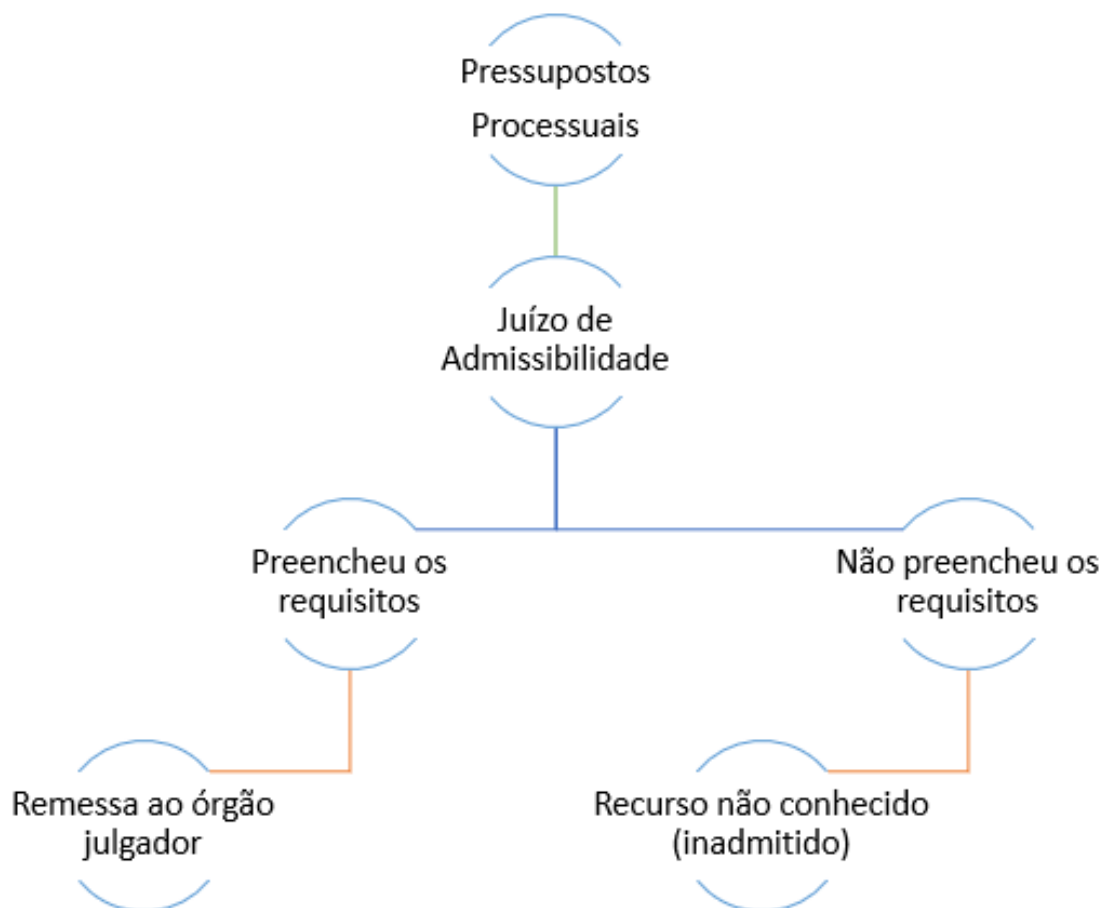 Pressupostos
Processuais
Juízo de
Admissibilidade
Preencheu os
requisitos
Não preencheu os
requisitos
Remessa ao órgão
julgador
Recurso não conhecido
(inadmitido)